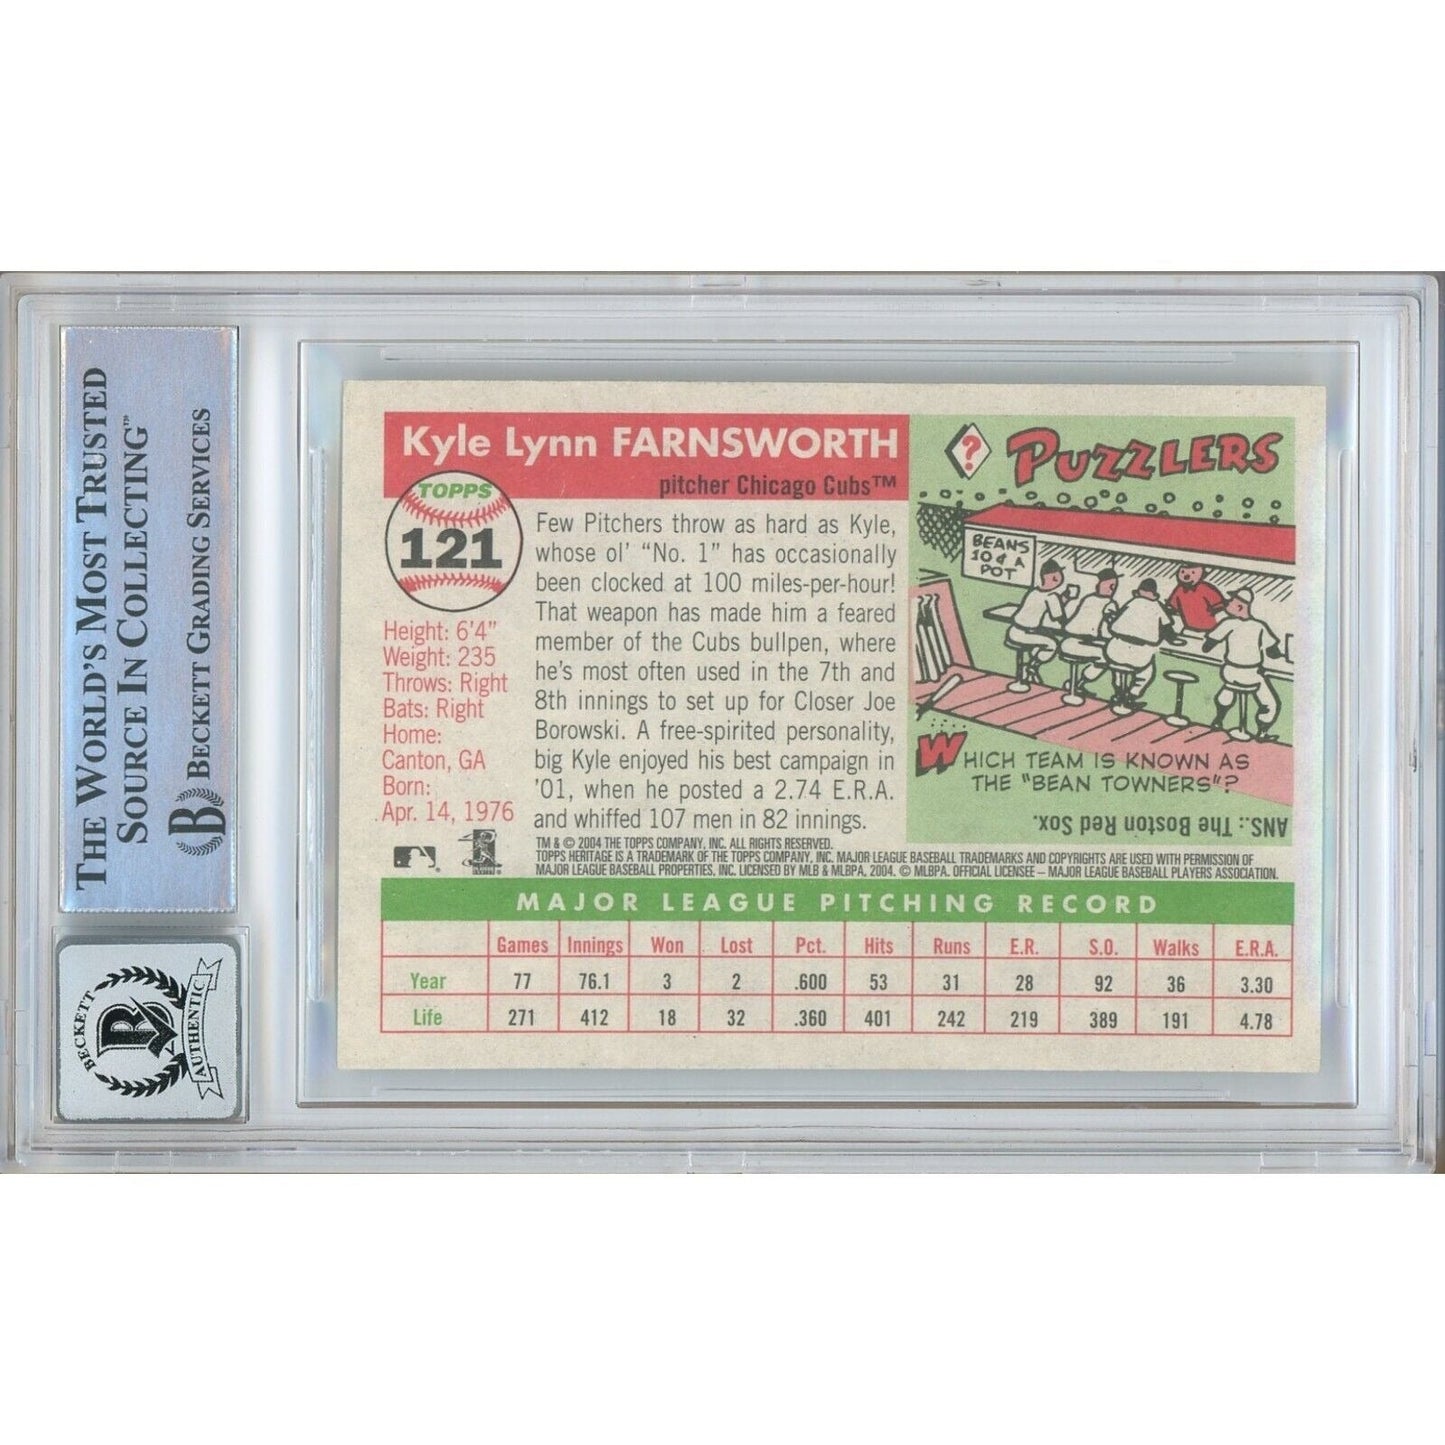 THE WORLD'S MOST TRUSTED
SOURCE IN COLLECTING™
B BECKETT GRADING SERVICES
BECKETT
AUTHENTIC
Kyle Lynn FARNSWORTH
pitcher Chicago Cubs™
TOPPS
121
Height: 6'4"
Weight: 235
Throws: Right
Bats: Right
Home:
Canton, GA
Born:
Apr. 14, 1976
Few Pitchers throw as hard as Kyle,
whose ol' "No. 1" has occasionally
been clocked at 100 miles-per-hour!
That weapon has made him a feared
member of the Cubs bullpen, where
he's most often used in the 7th and
8th innings to set up for Closer Joe
Borowski. A free-spirited personality,
big Kyle enjoyed his best campaign in
'01, when he posted a 2.74 E.R.A.
and whiffed 107 men in 82 innings.
? PUZZLERS
BEANS
10¢ A
POT
WHICH TEAM IS KNOWN AS
THE "BEAN TOWNERS"?
ANS.: The Boston Red Sox.
TM & © 2004 THE TOPPS COMPANY, INC. ALL RIGHTS RESERVED.
TOPPS HERITAGE IS A TRADEMARK OF THE TOPPS COMPANY, INC. MAJOR LEAGUE BASEBALL TRADEMARKS AND COPYRIGHTS ARE USED WITH PERMISSION OF
MAJOR LEAGUE BASEBALL PROPERTIES, INC. LICENSED BY MLB & MLBPA, 2004. © MLBPA. OFFICIAL LICENSEE – MAJOR LEAGUE BASEBALL PLAYERS ASSOCIATION.
MAJOR LEAGUE PITCHING RECORD
Games Innings Won Lost Pct. Hits Runs E.R. S.O. Walks E.R.A.
Year 77 76.1 3 2 .600 53 31 28 92 36 3.30
Life 271 412 18 32 .360 401 242 219 389 191 4.78